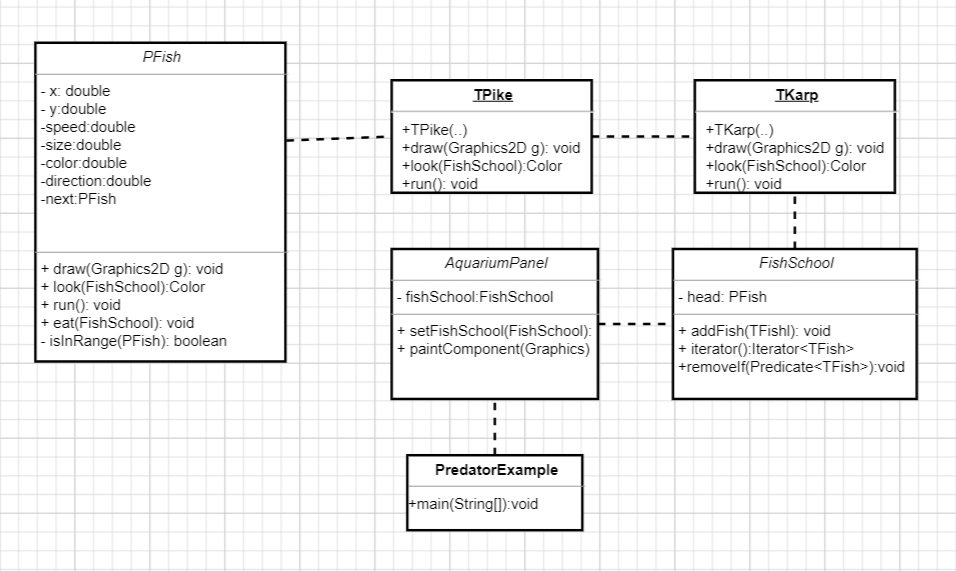 PFish
- x: double
- y:double
-speed:double
-size:double
-color:double
-direction:double
-next:PFish
+ draw(Graphics2D g): void
+ look(FishSchool):Color
+ run(): void
+ eat(FishSchool): void
- isInRange(PFish): boolean
TPike
+TPike(..)
+draw(Graphics2D g): void
+look(FishSchool):Color
+run(): void
TKarp
+TKarp(..)
+draw(Graphics2D g): void
+look(FishSchool):Color
+run(): void
AquariumPanel
- fishSchool:FishSchool
+ setFishSchool(FishSchool):
+ paintComponent(Graphics)
FishSchool
- head: PFish
+ addFish(TFishl): void
+ iterator():Iterator<TFish>
+removeIf(Predicate<TFish>):void
PredatorExample
+main(String[]):void